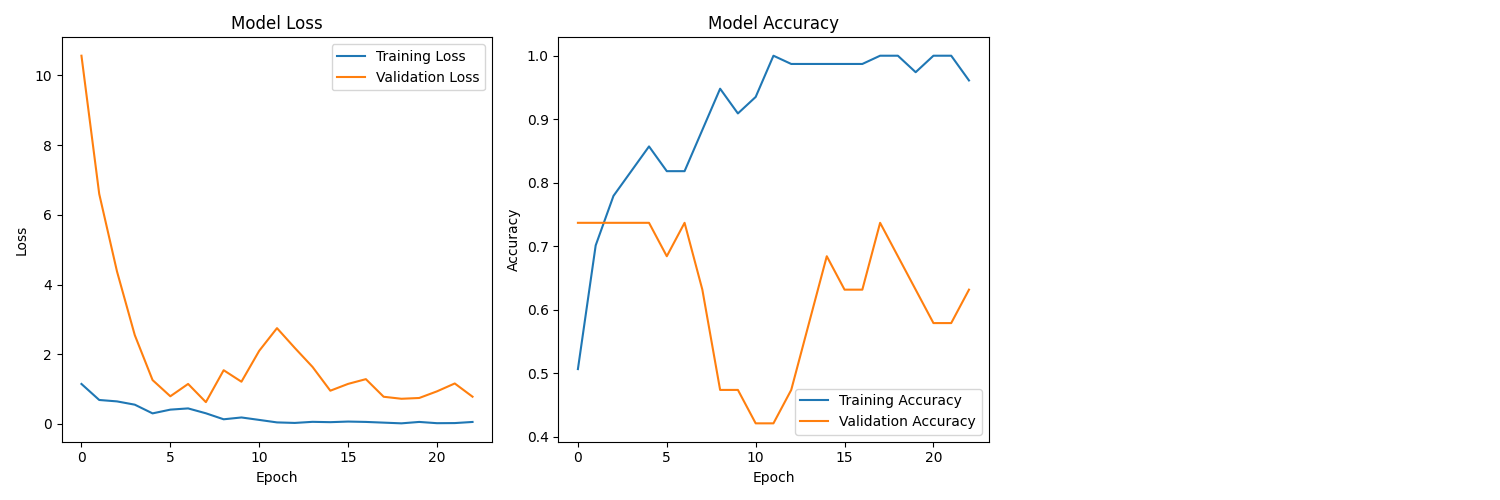 Model Loss
Training Loss
Validation Loss
10
8
6
4
2
0
Loss
0
5
10
15
20
Epoch
Model Accuracy
1.0
0.9
0.8
0.7
0.6
0.5
0.4
Accuracy
Training Accuracy
Validation Accuracy
0
5
10
15
20
Epoch